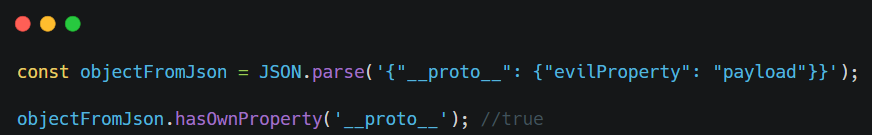 const objectFromJson = JSON.parse('{"__proto__": {"evilProperty": "payload"}}');
objectFromJson.hasOwnProperty('__proto__'); //true